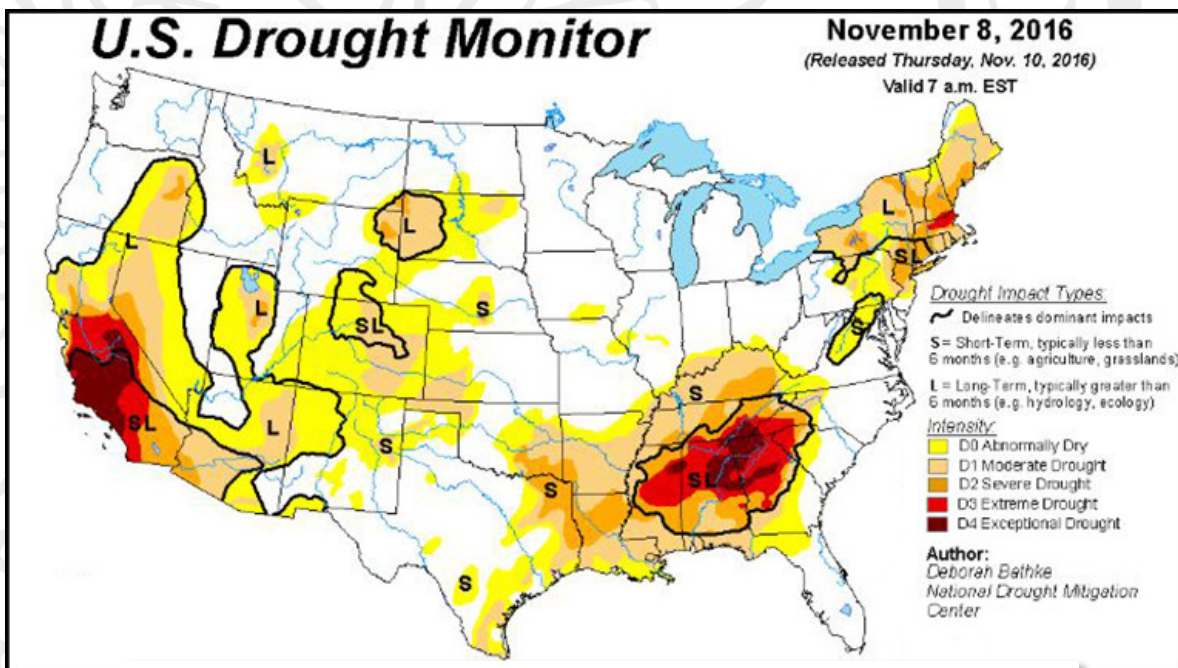 U.S. Drought Monitor
November 8, 2016
(Released Thursday, Nov. 10, 2016)
Valid 7 a.m. EST
L
L
L
L
L
SL
S
SL
L
S
S
S
S
SL
L
SL
S
Drought Impact Types:
Delineates dominant impacts
S = Short-Term, typically less than
6 months (e.g. agriculture, grasslands)
L = Long-Term, typically greater than
6 months (e.g. hydrology, ecology)
Intensity:
D0 Abnormally Dry
D1 Moderate Drought
D2 Severe Drought
D3 Extreme Drought
D4 Exceptional Drought
Author:
Deborah Bathke
National Drought Mitigation
Center